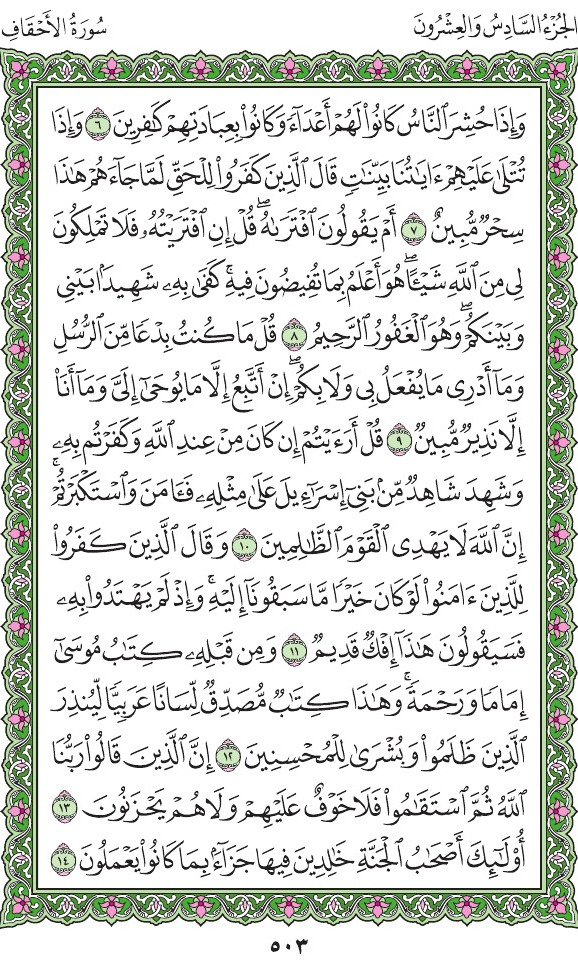 الجُزْءُ السَّادِسُ وَالعِشْرُونَ
سُورَةُ الأَحْقَافِ
وَإِذَا حُشِرَ ٱلنَّاسُ كَانُوا۟ لَهُمْ أَعْدَآءً وَكَانُوا۟ بِعِبَادَتِهِمْ كَٰفِرِينَ ٦ وَإِذَا
تُتْلَىٰ عَلَيْهِمْ ءَايَٰتُنَا بَيِّنَٰتٍ قَالَ ٱلَّذِينَ كَفَرُوا۟ لِلْحَقِّ لَمَّا جَآءَهُمْ هَٰذَا
سِحْرٌ مُّبِينٌ ٧ أَمْ يَقُولُونَ ٱفْتَرَىٰهُ ۖ قُلْ إِنِ ٱفْتَرَيْتُهُۥ فَلَا تَمْلِكُونَ
لِى مِنَ ٱللَّهِ شَيْـًٔا ۖ هُوَ أَعْلَمُ بِمَا تُفِيضُونَ فِيهِ ۖ كَفَىٰ بِهِۦ شَهِيدًۢا بَيْنِى
وَبَيْنَكُمْ ۖ وَهُوَ ٱلْغَفُورُ ٱلرَّحِيمُ ٨ قُلْ مَا كُنتُ بِدْعًا مِّنَ ٱلرُّسُلِ
وَمَآ أَدْرِى مَا يُفْعَلُ بِى وَلَا بِكُمْ ۖ إِنْ أَتَّبِعُ إِلَّا مَا يُوحَىٰٓ إِلَىَّ وَمَآ أَنَا۠
إِلَّا نَذِيرٌ مُّبِينٌ ٩ قُلْ أَرَءَيْتُمْ إِن كَانَ مِنْ عِندِ ٱللَّهِ وَكَفَرْتُم بِهِۦ
وَشَهِدَ شَاهِدٌ مِّنۢ بَنِىٓ إِسْرَٰٓءِيلَ عَلَىٰ مِثْلِهِۦ فَـَٔامَنَ وَٱسْتَكْبَرْتُمْ ۖ
إِنَّ ٱللَّهَ لَا يَهْدِى ٱلْقَوْمَ ٱلظَّٰلِمِينَ ١٠ وَقَالَ ٱلَّذِينَ كَفَرُوا۟
لِلَّذِينَ ءَامَنُوا۟ لَوْ كَانَ خَيْرًا مَّا سَبَقُونَآ إِلَيْهِ ۚ وَإِذْ لَمْ يَهْتَدُوا۟ بِهِۦ
فَسَيَقُولُونَ هَٰذَآ إِفْكٌ قَدِيمٌ ١١ وَمِن قَبْلِهِۦ كِتَٰبُ مُوسَىٰٓ
إِمَامًا وَرَحْمَةً ۚ وَهَٰذَا كِتَٰبٌ مُّصَدِّقٌ لِّسَانًا عَرَبِيًّا لِّيُنذِرَ
ٱلَّذِينَ ظَلَمُوا۟ وَبُشْرَىٰ لِلْمُحْسِنِينَ ١٢ إِنَّ ٱلَّذِينَ قَالُوا۟ رَبُّنَا
ٱللَّهُ ثُمَّ ٱسْتَقَٰمُوا۟ فَلَا خَوْفٌ عَلَيْهِمْ وَلَا هُمْ يَحْزَنُونَ ١٣
أُو۟لَٰٓئِكَ أَصْحَٰبُ ٱلْجَنَّةِ خَٰلِدِينَ فِيهَا جَزَآءًۢ بِمَا كَانُوا۟ يَعْمَلُونَ ١٤
٥٠٣